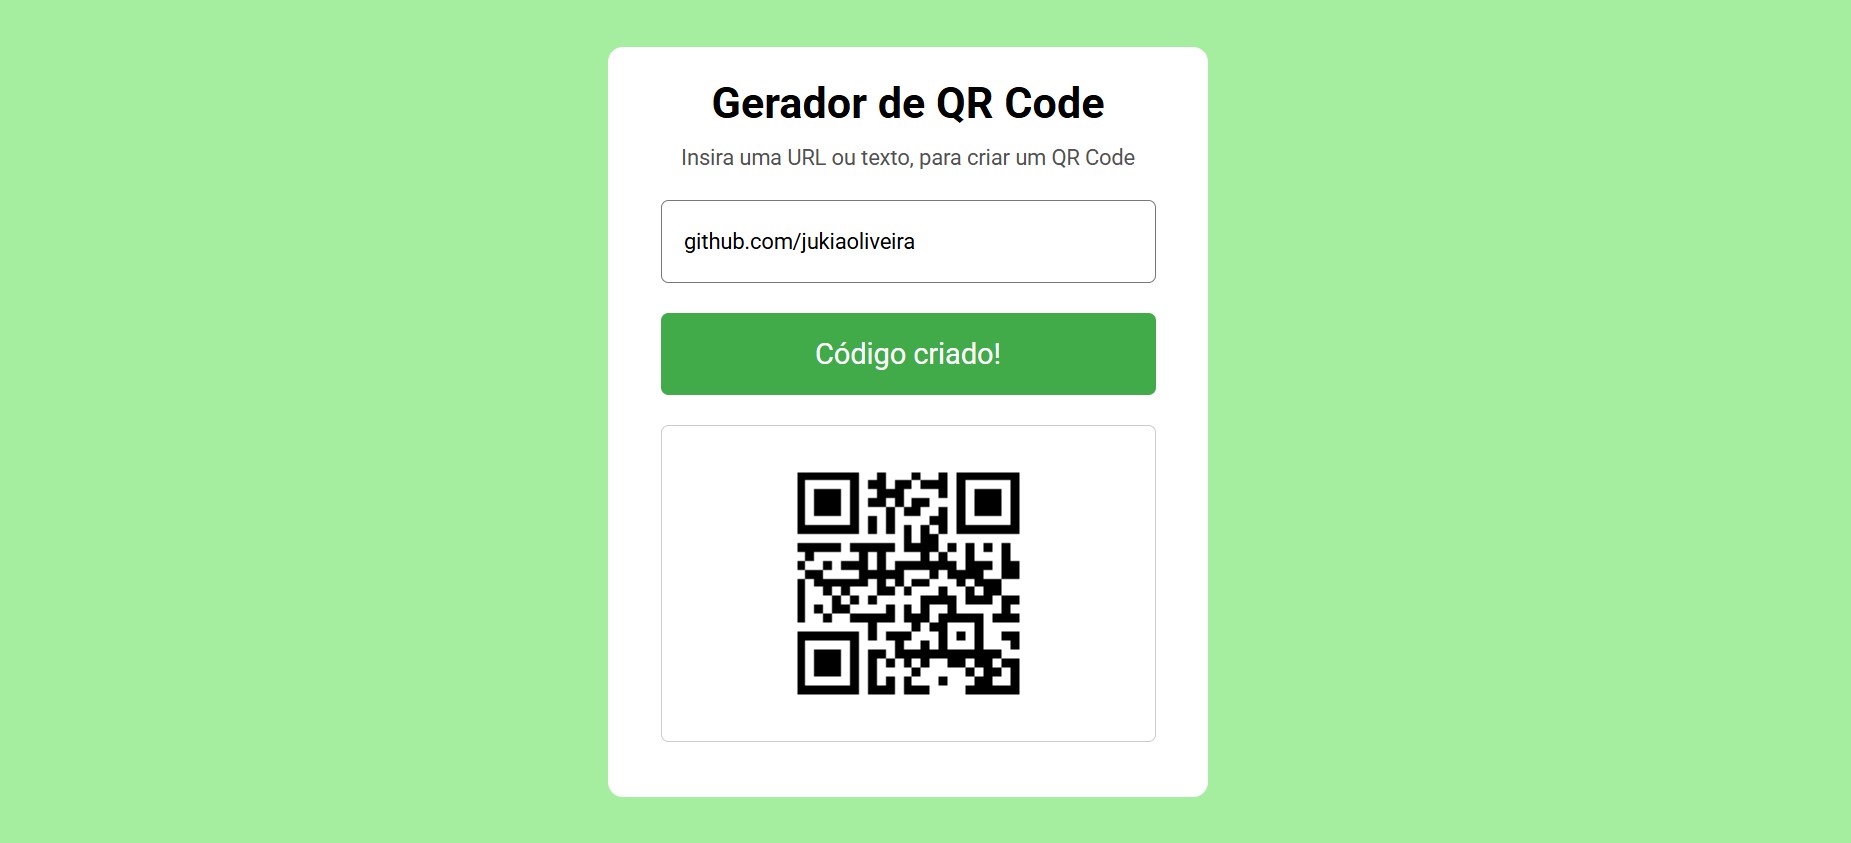 Gerador de QR Code
Insira uma URL ou texto, para criar um QR Code
github.com/jukiaoliveira
Código criado!